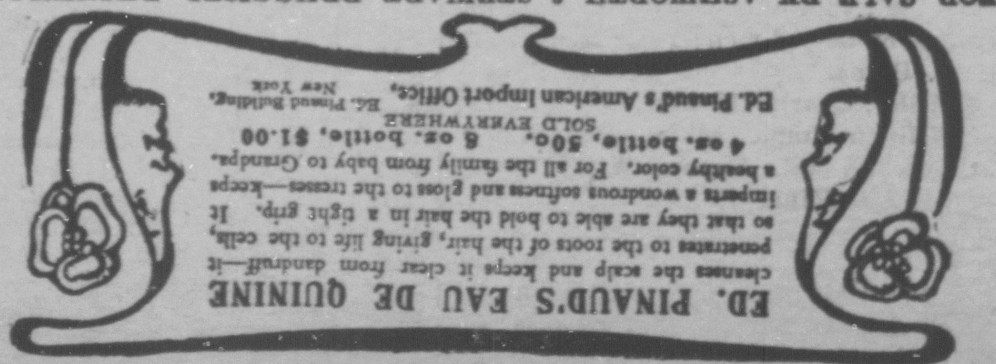 ED. PINAUD'S EAU DE QUININE
cleanses the scalp and keeps it clear from dandruff—it
penetrates to the roots of the hair, giving life to the cells,
so that they are able to hold the hair in a tight grip. It
imparts a wondrous softness and gloss to the tresses—keeps
a healthy color. For all the family from baby to Grandpa.
4 oz. bottle, 50c. 8 oz. bottle, $1.00
SOLD EVERYWHERE
Ed. Pinaud's American Import Office, Ed. Pinaud Building, New York
FOR SALE BY